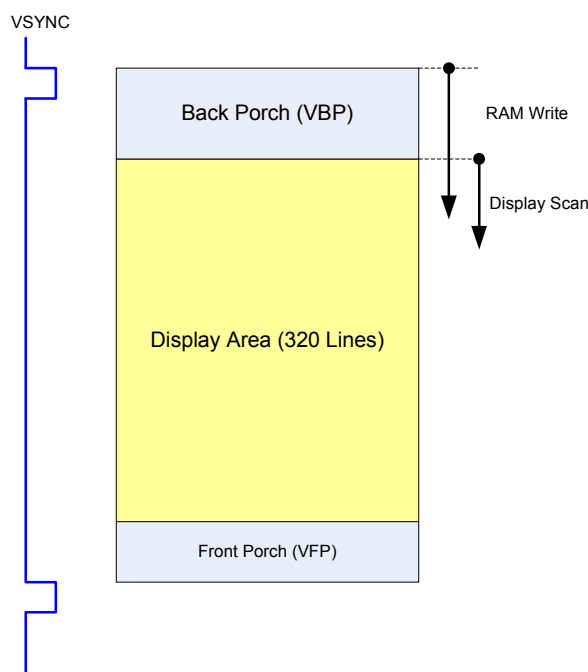 VSYNC
Back Porch (VBP)
RAM Write
Display Scan
Display Area (320 Lines)
Front Porch (VFP)